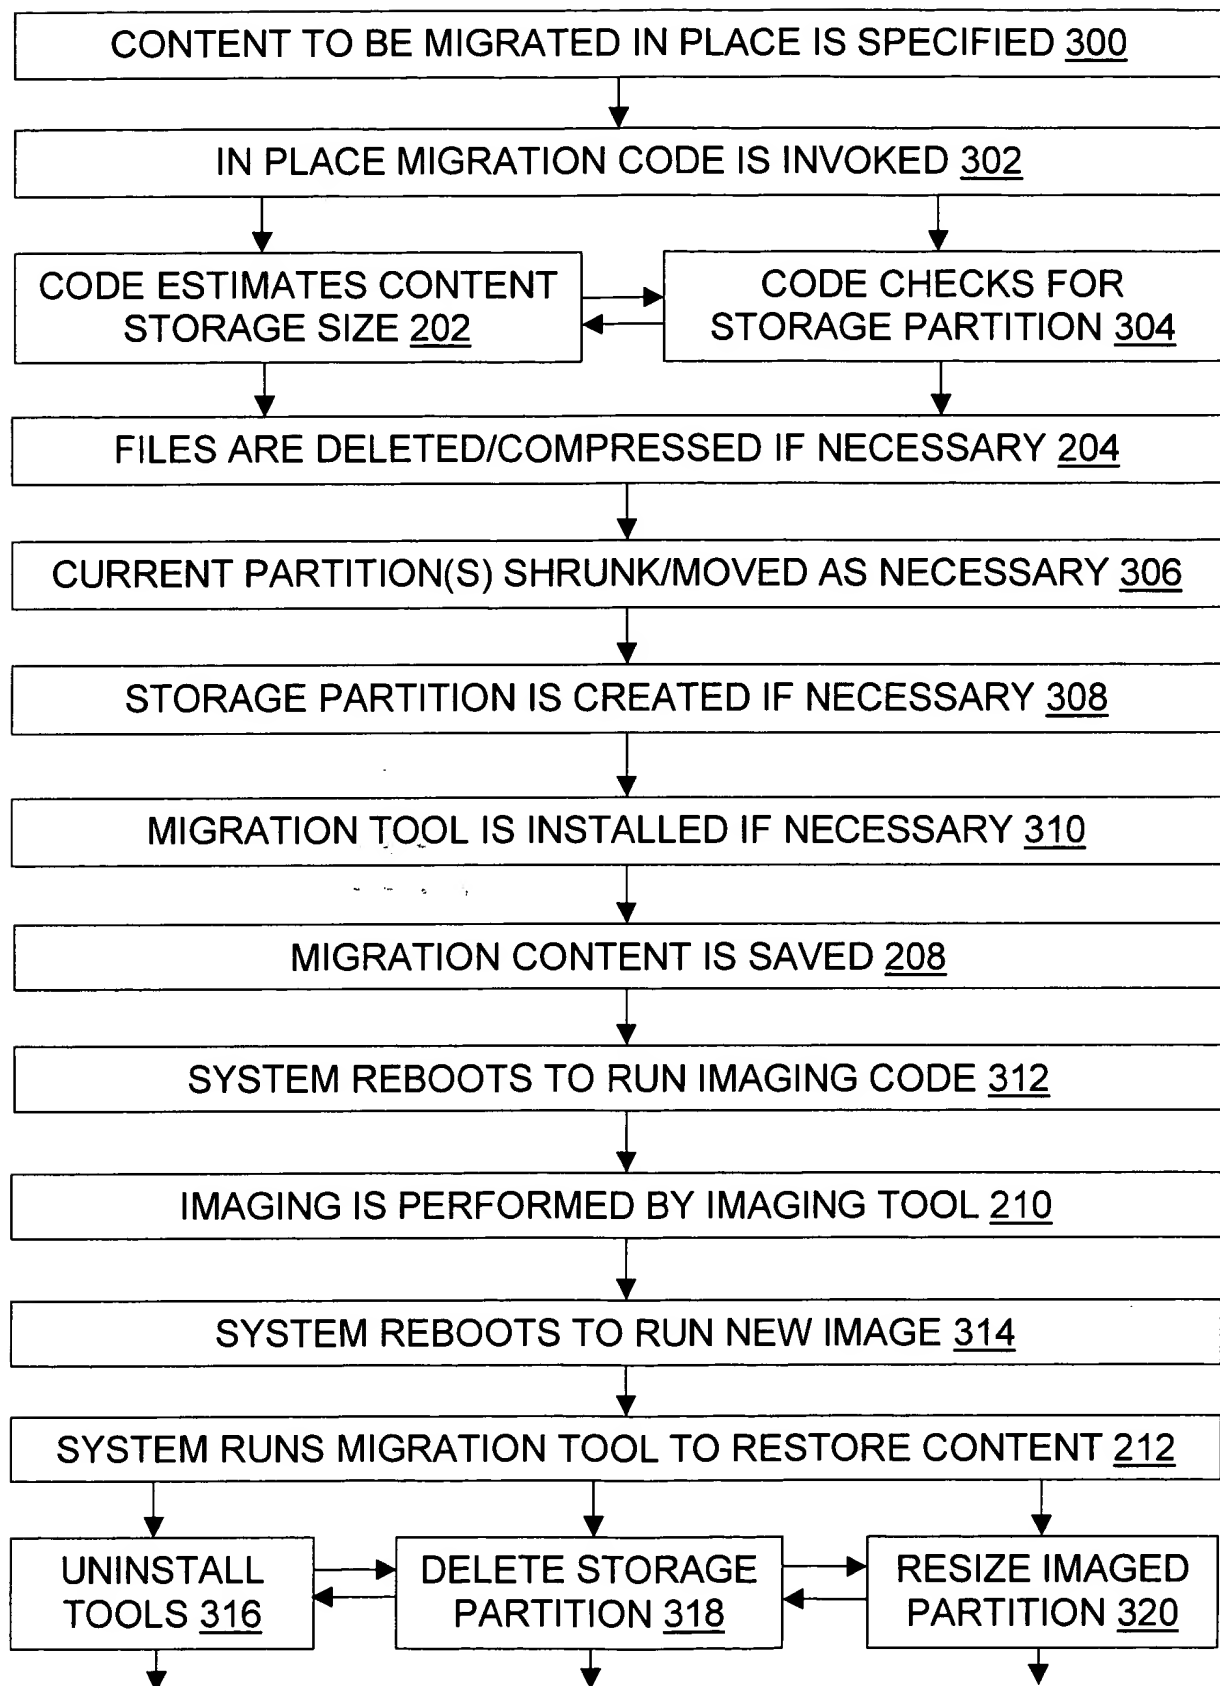 CONTENT TO BE MIGRATED IN PLACE IS SPECIFIED 300
IN PLACE MIGRATION CODE IS INVOKED 302
CODE ESTIMATES CONTENT
STORAGE SIZE 202
CODE CHECKS FOR
STORAGE PARTITION 304
FILES ARE DELETED/COMPRESSED IF NECESSARY 204
CURRENT PARTITION(S) SHRUNK/MOVED AS NECESSARY 306
STORAGE PARTITION IS CREATED IF NECESSARY 308
MIGRATION TOOL IS INSTALLED IF NECESSARY 310
MIGRATION CONTENT IS SAVED 208
SYSTEM REBOOTS TO RUN IMAGING CODE 312
IMAGING IS PERFORMED BY IMAGING TOOL 210
SYSTEM REBOOTS TO RUN NEW IMAGE 314
SYSTEM RUNS MIGRATION TOOL TO RESTORE CONTENT 212
UNINSTALL
TOOLS 316
DELETE STORAGE
PARTITION 318
RESIZE IMAGED
PARTITION 320